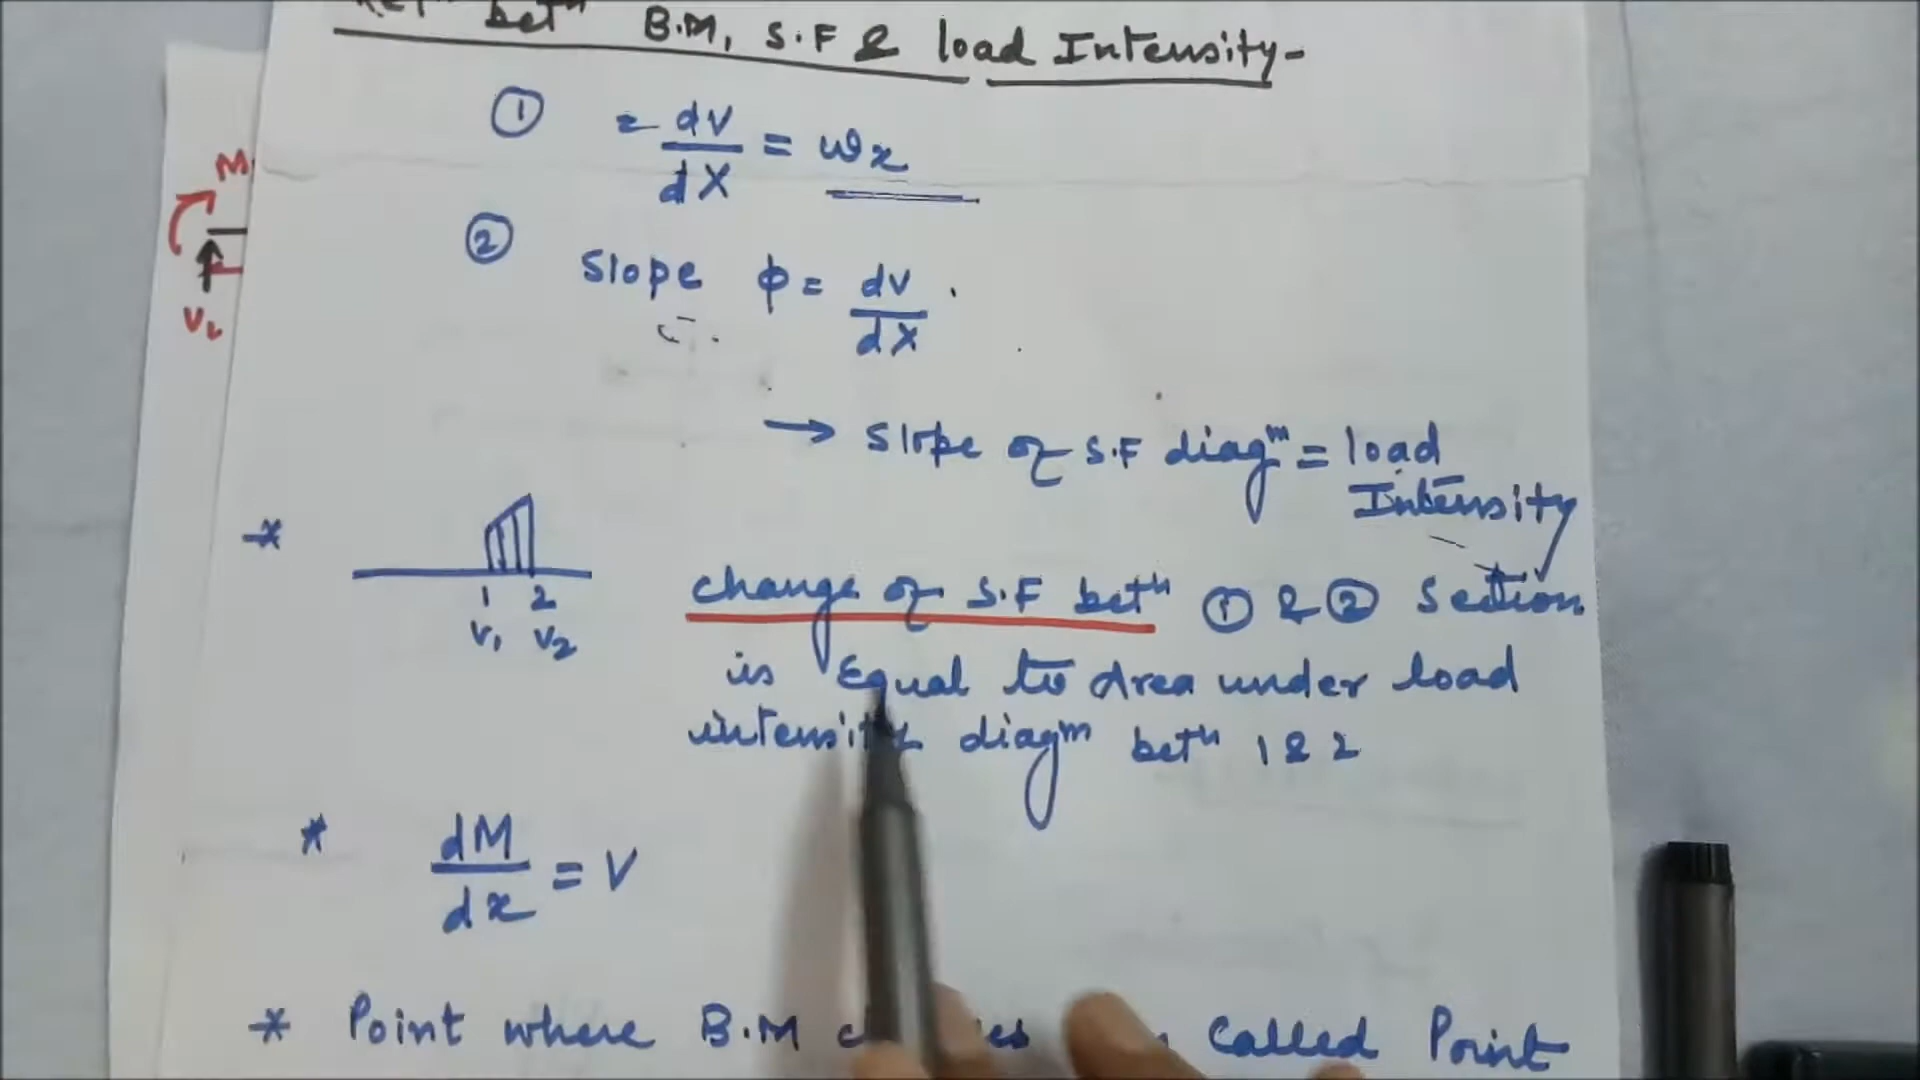 betⁿ B.M, S.F & load Intensity-
① - dV/dX = wx
M
② Slope φ = dV/dX
V
→ Slope of S.F diagᵐ = load
Intensity
*
1 2
V₁ V₂
change of S.F betⁿ ① & ② Section
is Equal to Area under load
intensity diagᵐ betⁿ 1 & 2
* dM/dx = V
* Point where B.M called Point